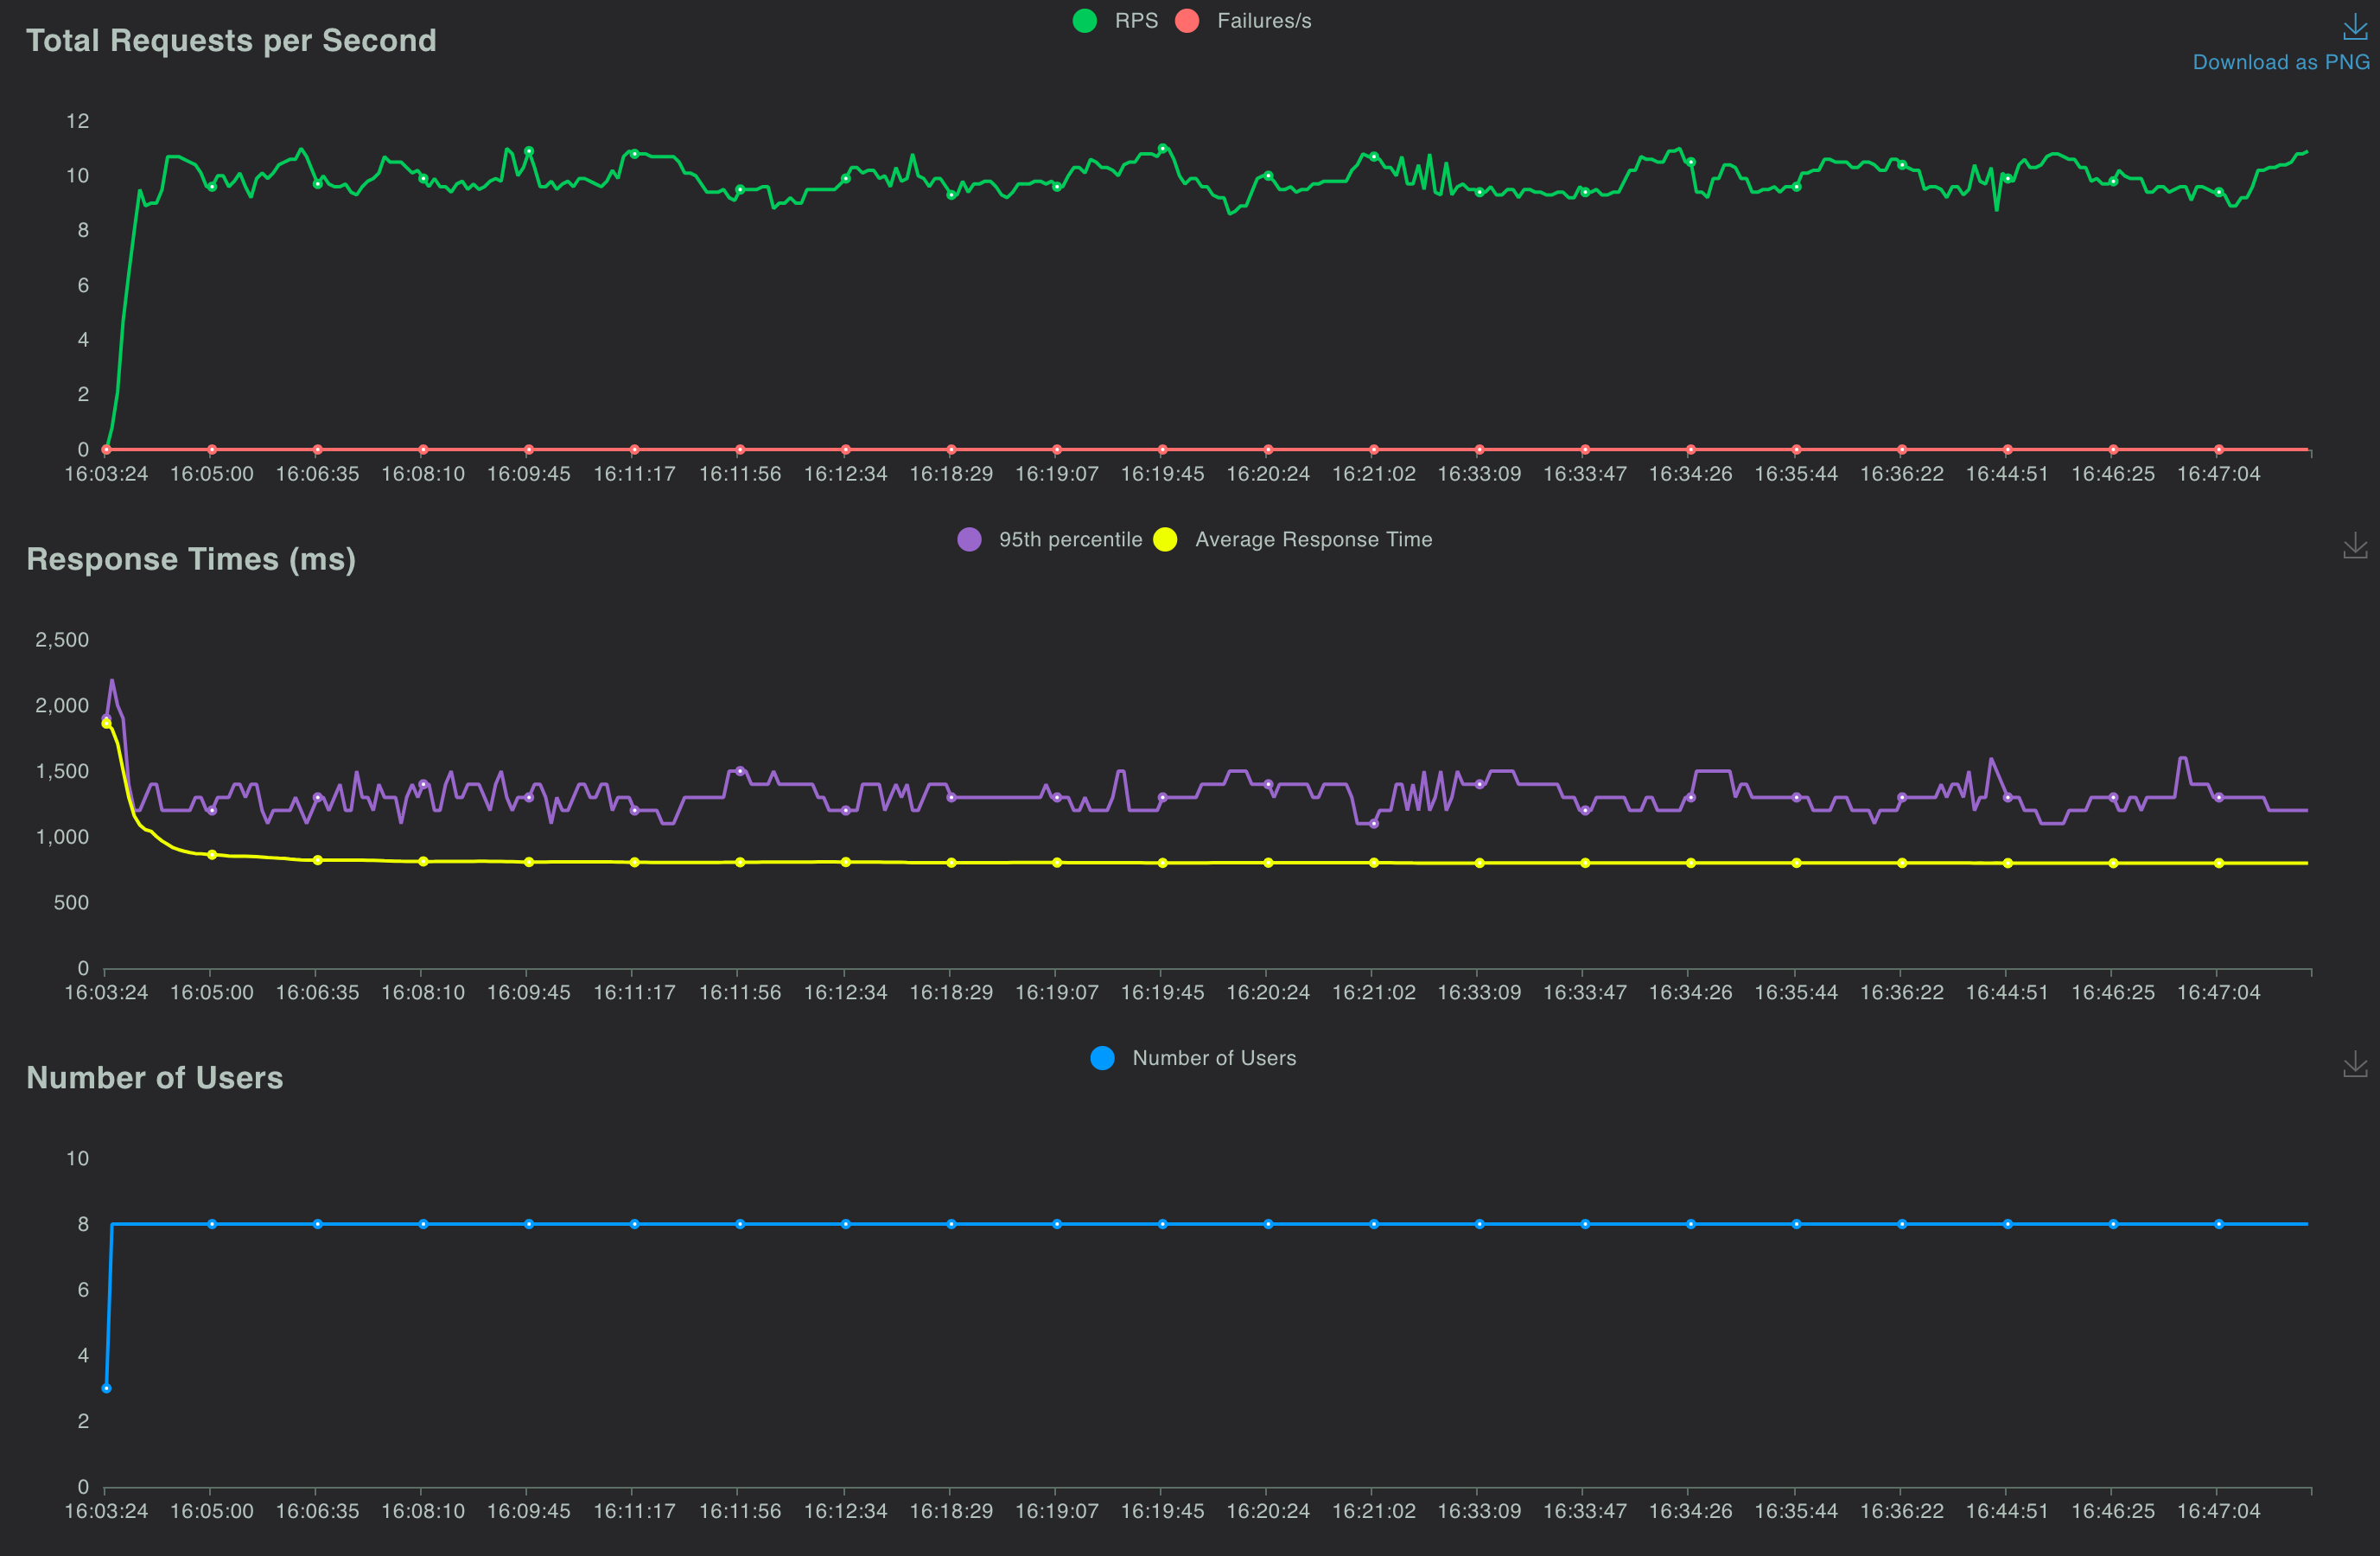 RPS Failures/s
Total Requests per Second
Download as PNG
12
10
8
6
4
2
0
16:03:24 16:05:00 16:06:35 16:08:10 16:09:45 16:11:17 16:11:56 16:12:34 16:18:29 16:19:07 16:19:45 16:20:24 16:21:02 16:33:09 16:33:47 16:34:26 16:35:44 16:36:22 16:44:51 16:46:25 16:47:04
95th percentile Average Response Time
Response Times (ms)
2,500
2,000
1,500
1,000
500
0
16:03:24 16:05:00 16:06:35 16:08:10 16:09:45 16:11:17 16:11:56 16:12:34 16:18:29 16:19:07 16:19:45 16:20:24 16:21:02 16:33:09 16:33:47 16:34:26 16:35:44 16:36:22 16:44:51 16:46:25 16:47:04
Number of Users
Number of Users
10
8
6
4
2
0
16:03:24 16:05:00 16:06:35 16:08:10 16:09:45 16:11:17 16:11:56 16:12:34 16:18:29 16:19:07 16:19:45 16:20:24 16:21:02 16:33:09 16:33:47 16:34:26 16:35:44 16:36:22 16:44:51 16:46:25 16:47:04